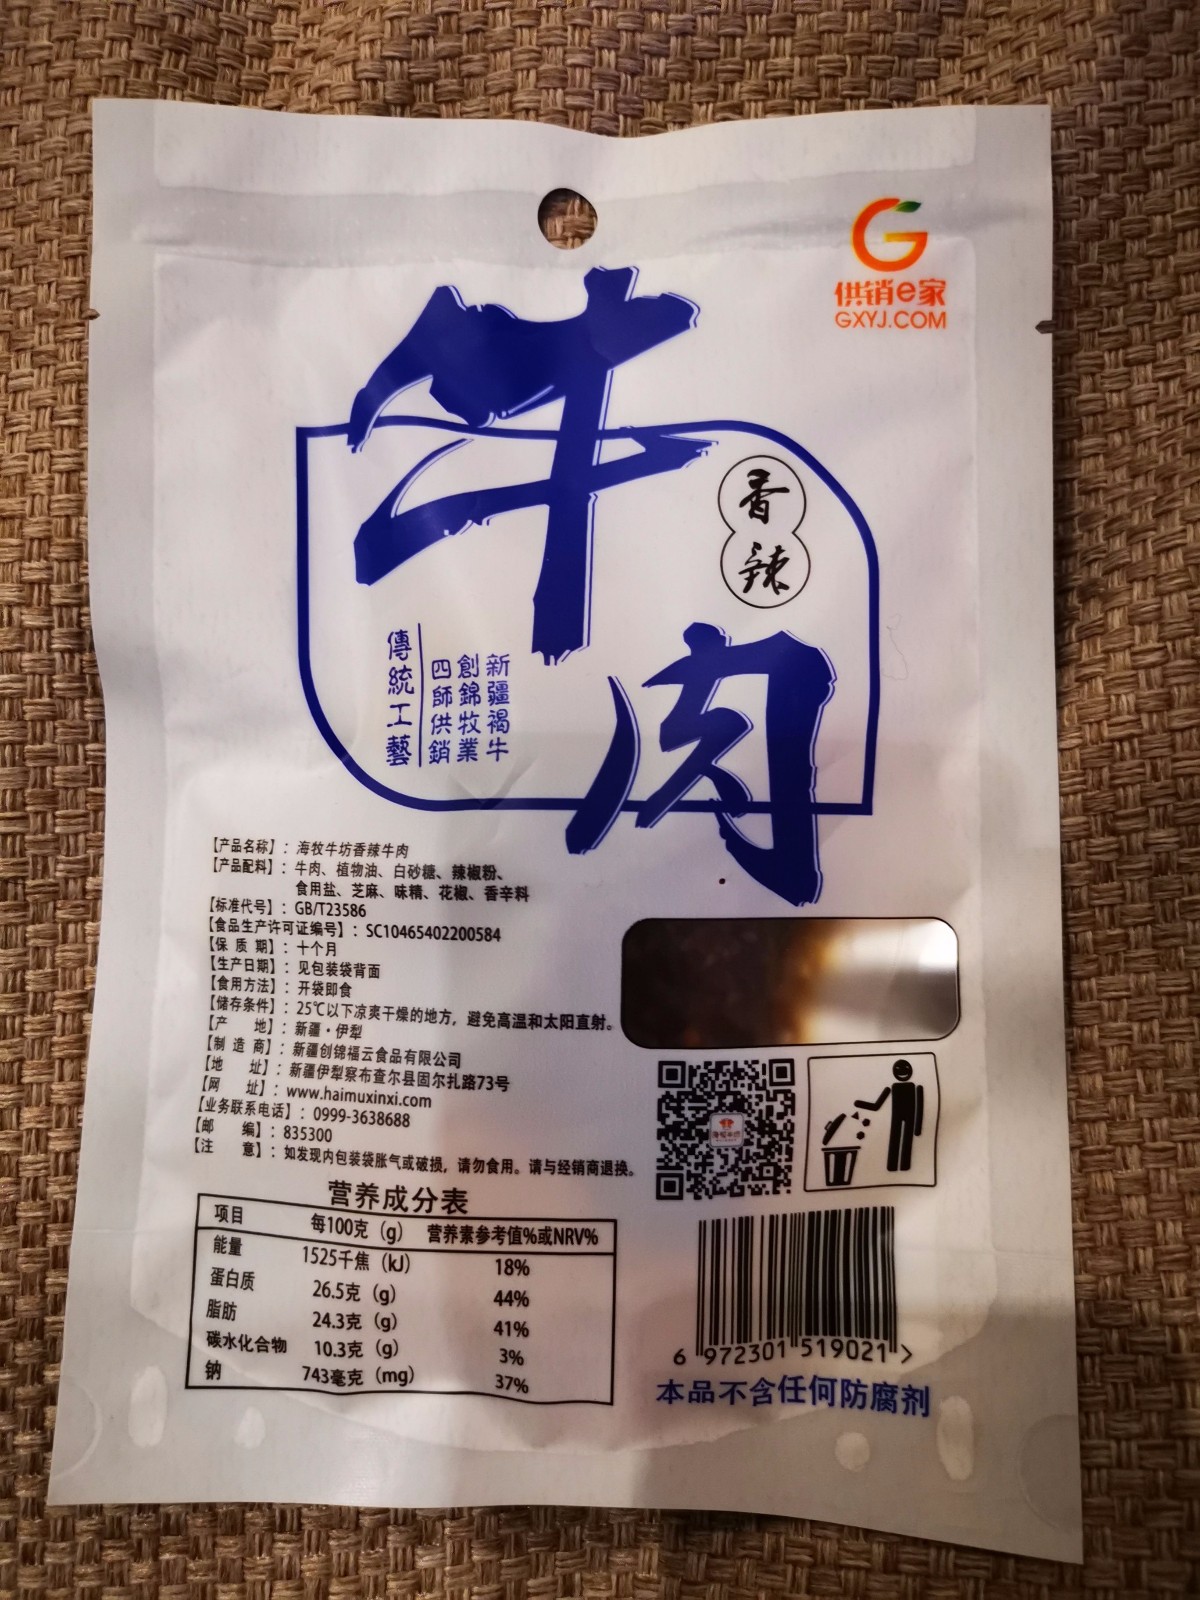 供销e家
GXYJ.COM
牛肉
香辣
新疆褐牛
創錦牧業
四師供銷
傳統工藝
【产品名称】：海牧牛坊香辣牛肉
【产品配料】：牛肉、植物油、白砂糖、辣椒粉、
食用盐、芝麻、味精、花椒、香辛料
【标准代号】：GB/T23586
【食品生产许可证编号】：SC10465402200584
【保 质 期】：十个月
【生产日期】：见包装袋背面
【食用方法】：开袋即食
【储存条件】：25℃以下凉爽干燥的地方，避免高温和太阳直射。
【产 地】：新疆·伊犁
【制 造 商】：新疆创锦福云食品有限公司
【地 址】：新疆伊犁察布查尔县固尔扎路73号
【网 址】：www.haimuxinxi.com
【业务联系电话】：0999-3638688
【邮 编】：835300
【注 意】：如发现内包装袋胀气或破损，请勿食用。请与经销商退换。
营养成分表
项目 每100克（g） 营养素参考值%或NRV%
能量 1525千焦（kJ） 18%
蛋白质 26.5克（g） 44%
脂肪 24.3克（g） 41%
碳水化合物 10.3克（g） 3%
钠 743毫克（mg） 37%
6 972301 519021 >
本品不含任何防腐剂